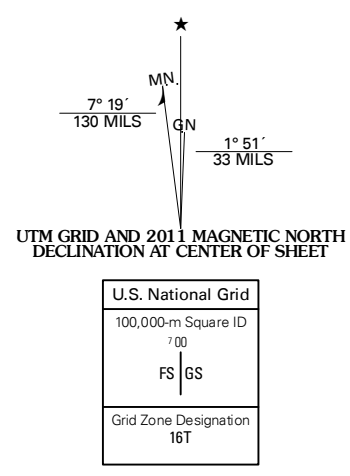 ★
MN.
7° 19´
130 MILS
GN
1° 51´
33 MILS
UTM GRID AND 2011 MAGNETIC NORTH
DECLINATION AT CENTER OF SHEET
U.S. National Grid
100,000-m Square ID
⁷00
FS GS
Grid Zone Designation
16T